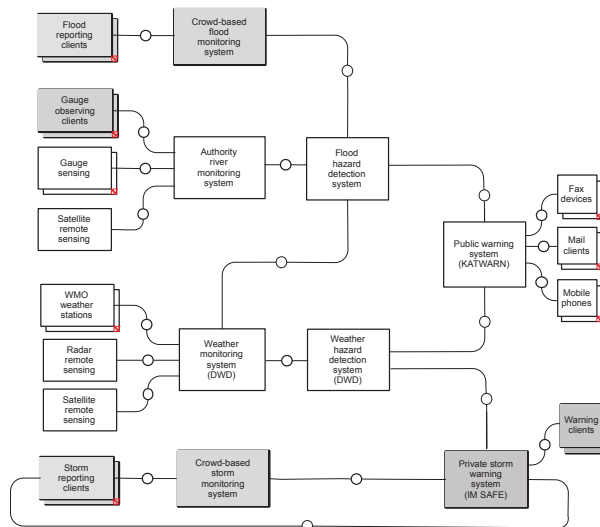 Flood
reporting
clients
Crowd-based
flood
monitoring
system
Gauge
observing
clients
Gauge
sensing
Satellite
remote
sensing
Authority
river
monitoring
system
Flood
hazard
detection
system
Public warning
system
(KATWARN)
Fax
devices
Mail
clients
Mobile
phones
WMO
weather
stations
Radar
remote
sensing
Satellite
remote
sensing
Weather
monitoring
system
(DWD)
Weather
hazard
detection
system
(DWD)
Warning
clients
Storm
reporting
clients
Crowd-based
storm
monitoring
system
Private storm
warning
system
(IM SAFE)